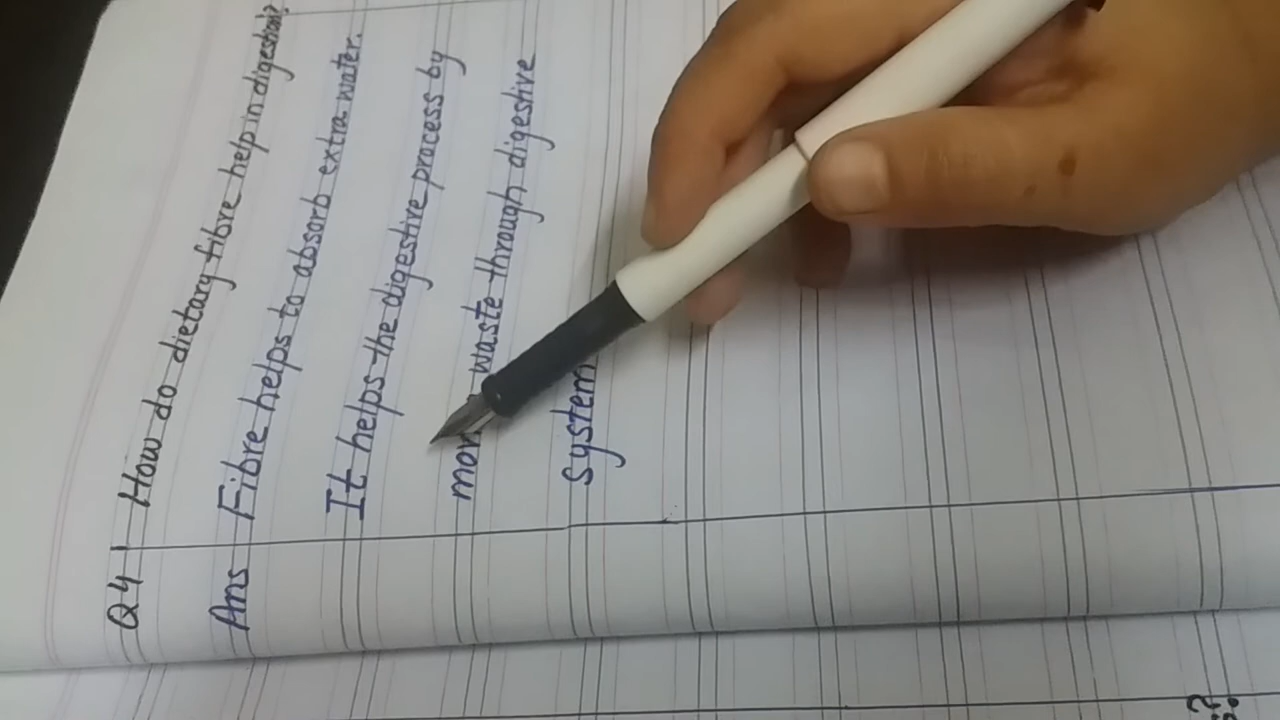 Q4 How do dietary fibre help in digestion?
Ans Fibre helps to absorb extra water.
It helps the digestive process by
waste through digestive
system